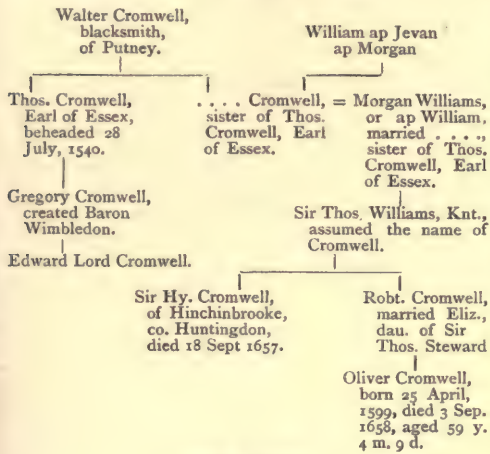 Walter Cromwell,
blacksmith,
of Putney.
William ap Jevan
ap Morgan
Thos. Cromwell,
Earl of Essex,
beheaded 28
July, 1540.
. . . . Cromwell,
sister of Thos.
Cromwell, Earl
of Essex.
= Morgan Williams,
or ap William,
married . . . .,
sister of Thos.
Cromwell, Earl
of Essex.
Gregory Cromwell,
created Baron
Wimbledon.
Sir Thos. Williams, Knt.,
assumed the name of
Cromwell.
Edward Lord Cromwell.
Sir Hy. Cromwell,
of Hinchinbrooke,
co. Huntingdon,
died 18 Sept 1657.
Robt. Cromwell,
married Eliz.,
dau. of Sir
Thos. Steward
Oliver Cromwell,
born 25 April,
1599, died 3 Sep.
1658, aged 59 y.
4 m. 9 d.